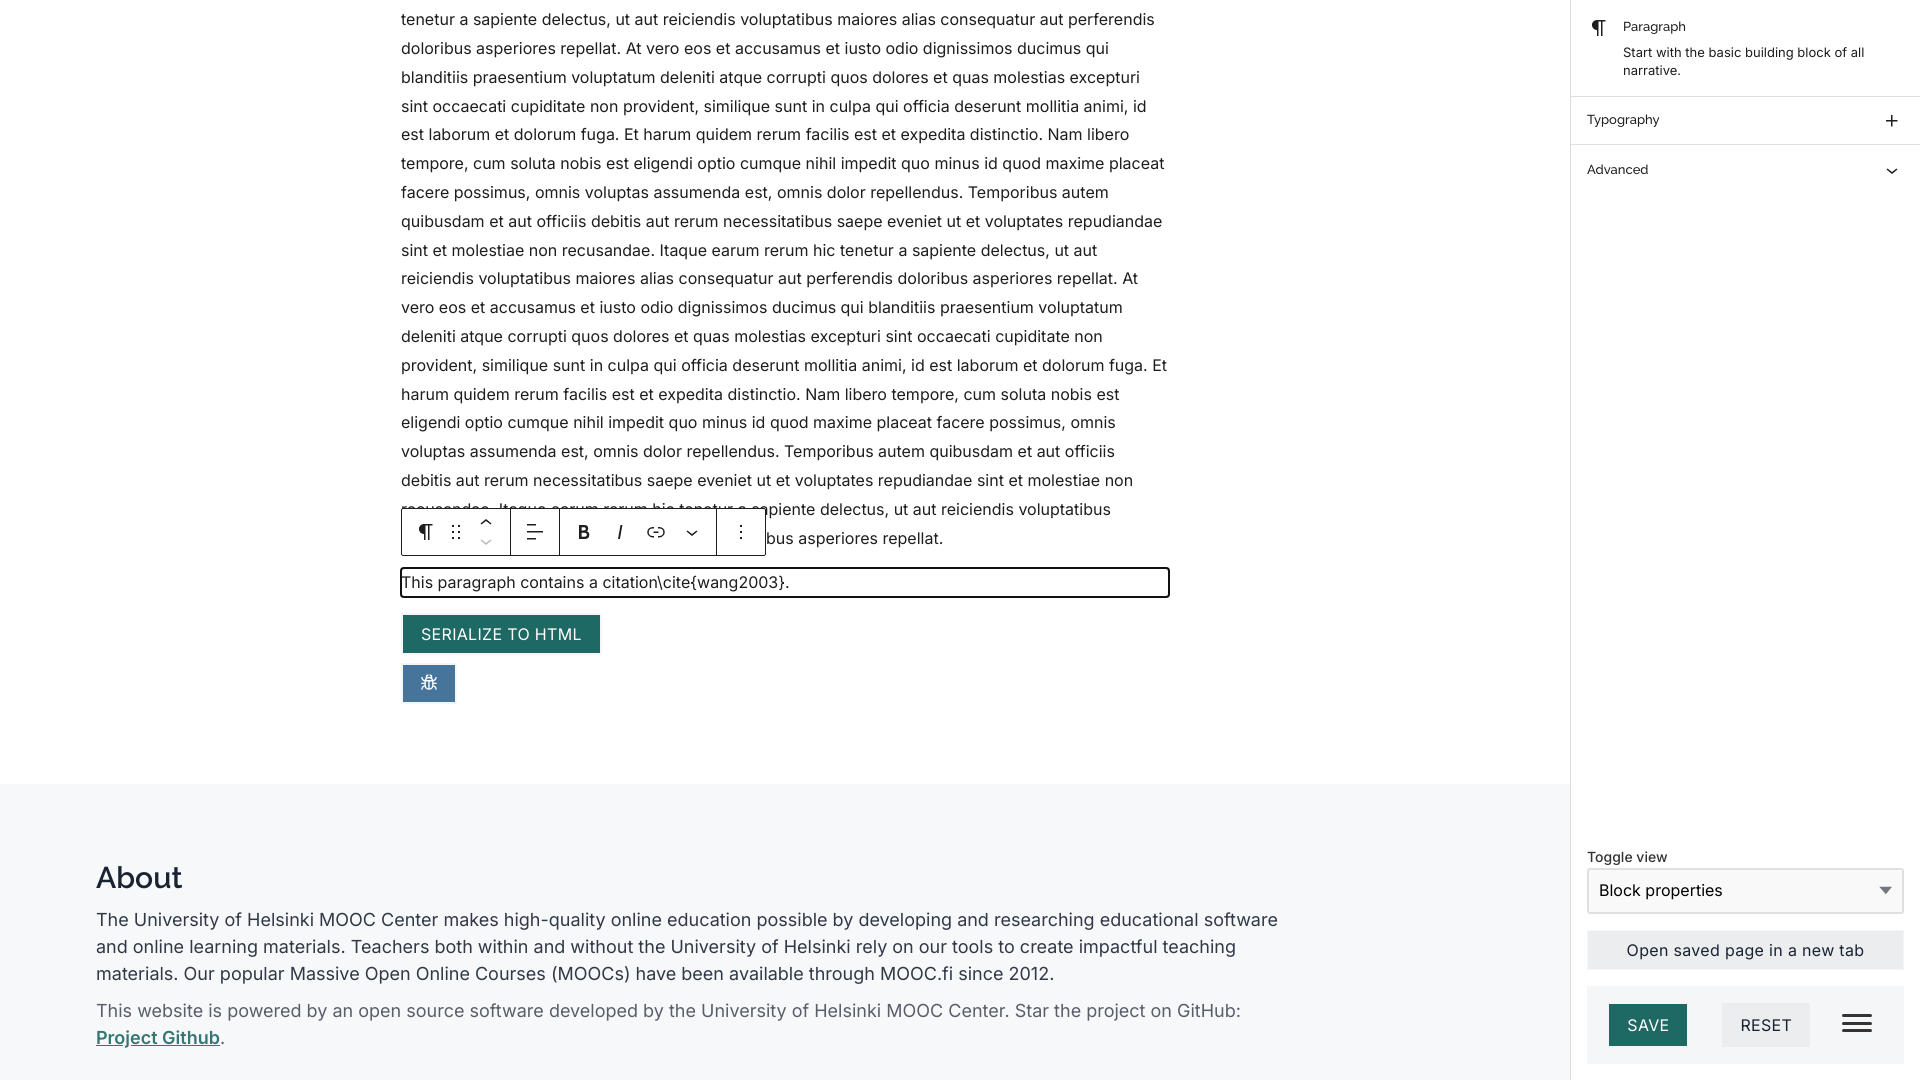 tenetur a sapiente delectus, ut aut reiciendis voluptatibus maiores alias consequatur aut perferendis
doloribus asperiores repellat. At vero eos et accusamus et iusto odio dignissimos ducimus qui
blanditiis praesentium voluptatum deleniti atque corrupti quos dolores et quas molestias excepturi
sint occaecati cupiditate non provident, similique sunt in culpa qui officia deserunt mollitia animi, id
est laborum et dolorum fuga. Et harum quidem rerum facilis est et expedita distinctio. Nam libero
tempore, cum soluta nobis est eligendi optio cumque nihil impedit quo minus id quod maxime placeat
facere possimus, omnis voluptas assumenda est, omnis dolor repellendus. Temporibus autem
quibusdam et aut officiis debitis aut rerum necessitatibus saepe eveniet ut et voluptates repudiandae
sint et molestiae non recusandae. Itaque earum rerum hic tenetur a sapiente delectus, ut aut
reiciendis voluptatibus maiores alias consequatur aut perferendis doloribus asperiores repellat. At
vero eos et accusamus et iusto odio dignissimos ducimus qui blanditiis praesentium voluptatum
deleniti atque corrupti quos dolores et quas molestias excepturi sint occaecati cupiditate non
provident, similique sunt in culpa qui officia deserunt mollitia animi, id est laborum et dolorum fuga. Et
harum quidem rerum facilis est et expedita distinctio. Nam libero tempore, cum soluta nobis est
eligendi optio cumque nihil impedit quo minus id quod maxime placeat facere possimus, omnis
voluptas assumenda est, omnis dolor repellendus. Temporibus autem quibusdam et aut officiis
debitis aut rerum necessitatibus saepe eveniet ut et voluptates repudiandae sint et molestiae non
recusandae. Itaque earum rerum hic tenetur a sapiente delectus, ut aut reiciendis voluptatibus
bus asperiores repellat.
This paragraph contains a citation\cite{wang2003}.
SERIALIZE TO HTML
About
The University of Helsinki MOOC Center makes high-quality online education possible by developing and researching educational software
and online learning materials. Teachers both within and without the University of Helsinki rely on our tools to create impactful teaching
materials. Our popular Massive Open Online Courses (MOOCs) have been available through MOOC.fi since 2012.
This website is powered by an open source software developed by the University of Helsinki MOOC Center. Star the project on GitHub:
Project Github.
Paragraph
Start with the basic building block of all
narrative.
Typography
Advanced
Toggle view
Block properties
Open saved page in a new tab
SAVE
RESET